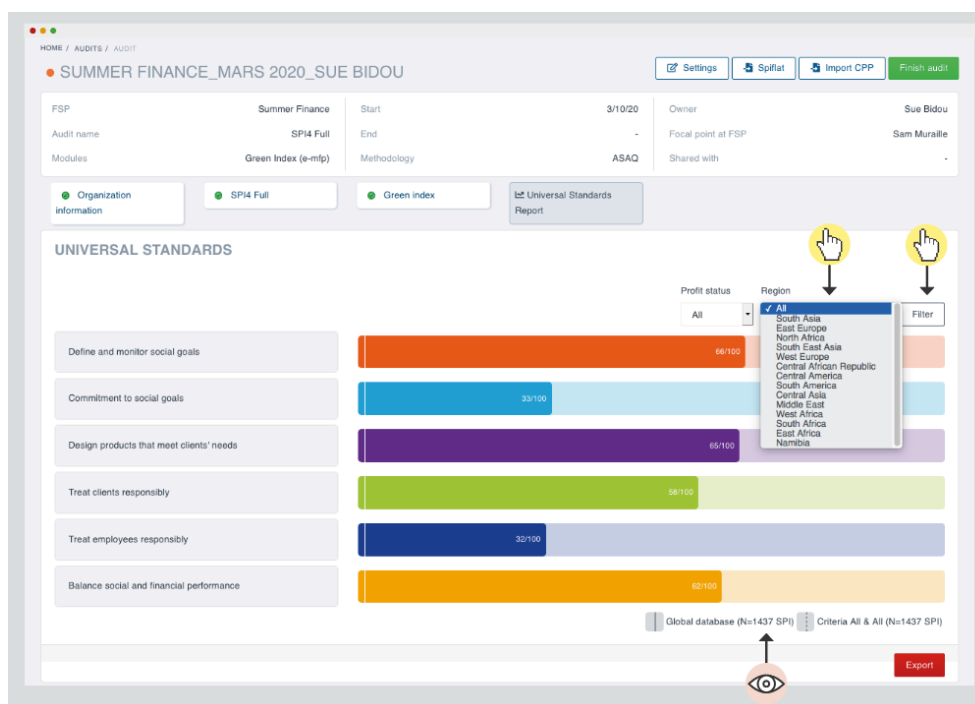 HOME / AUDITS / AUDIT
SUMMER FINANCE_MARS 2020_SUE BIDOU
Settings
Spiflat
Import CPP
Finish audit
FSP Summer Finance
Start 3/10/20
Owner Sue Bidou
Audit name SPI4 Full
End -
Focal point at FSP Sam Muraille
Modules Green Index (e-mfp)
Methodology ASAQ
Shared with -
Organization
information
SPI4 Full
Green index
Universal Standards
Report
UNIVERSAL STANDARDS
Profit status
All
Region
✓ All
South Asia
East Europe
North Africa
South East Asia
West Europe
Central African Republic
Central America
South America
Central Asia
Middle East
West Africa
South Africa
East Africa
Namibia
Filter
Define and monitor social goals
66/100
Commitment to social goals
33/100
Design products that meet clients' needs
65/100
Treat clients responsibly
58/100
Treat employees responsibly
32/100
Balance social and financial performance
62/100
Global database (N=1437 SPI)
Criteria All & All (N=1437 SPI)
Export